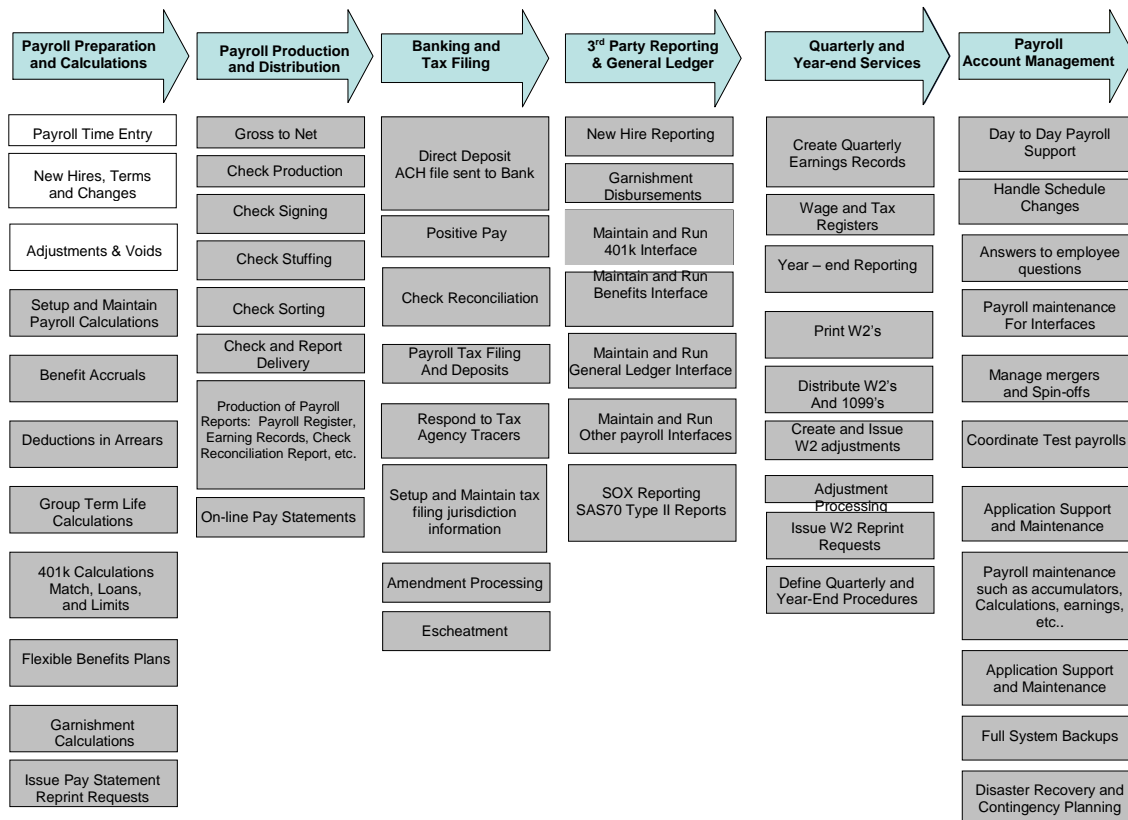 Payroll Preparation
and Calculations
Payroll Production
and Distribution
Banking and
Tax Filing
3rd Party Reporting
& General Ledger
Quarterly and
Year-end Services
Payroll
Account Management
Payroll Time Entry
New Hires, Terms
and Changes
Adjustments & Voids
Setup and Maintain
Payroll Calculations
Benefit Accruals
Deductions in Arrears
Group Term Life
Calculations
401k Calculations
Match, Loans,
and Limits
Flexible Benefits Plans
Garnishment
Calculations
Issue Pay Statement
Reprint Requests
Gross to Net
Check Production
Check Signing
Check Stuffing
Check Sorting
Check and Report
Delivery
Production of Payroll
Reports:  Payroll Register,
Earning Records, Check
Reconciliation Report, etc.
On-line Pay Statements
Direct Deposit
ACH file sent to Bank
Positive Pay
Check Reconciliation
Payroll Tax Filing
And Deposits
Respond to Tax
Agency Tracers
Setup and Maintain tax
filing jurisdiction
information
Amendment Processing
Escheatment
New Hire Reporting
Garnishment
Disbursements
Maintain and Run
401k Interface
Maintain and Run
Benefits Interface
Maintain and Run
General Ledger Interface
Maintain and Run
Other payroll Interfaces
SOX Reporting
SAS70 Type II Reports
Create Quarterly
Earnings Records
Wage and Tax
Registers
Year – end Reporting
Print W2's
Distribute W2's
And 1099's
Create and Issue
W2 adjustments
Adjustment
Processing
Issue W2 Reprint
Requests
Define Quarterly and
Year-End Procedures
Day to Day Payroll
Support
Handle Schedule
Changes
Answers to employee
questions
Payroll maintenance
For Interfaces
Manage mergers
and Spin-offs
Coordinate Test payrolls
Application Support
and Maintenance
Payroll maintenance
such as accumulators,
Calculations, earnings,
etc..
Application Support
and Maintenance
Full System Backups
Disaster Recovery and
Contingency Planning